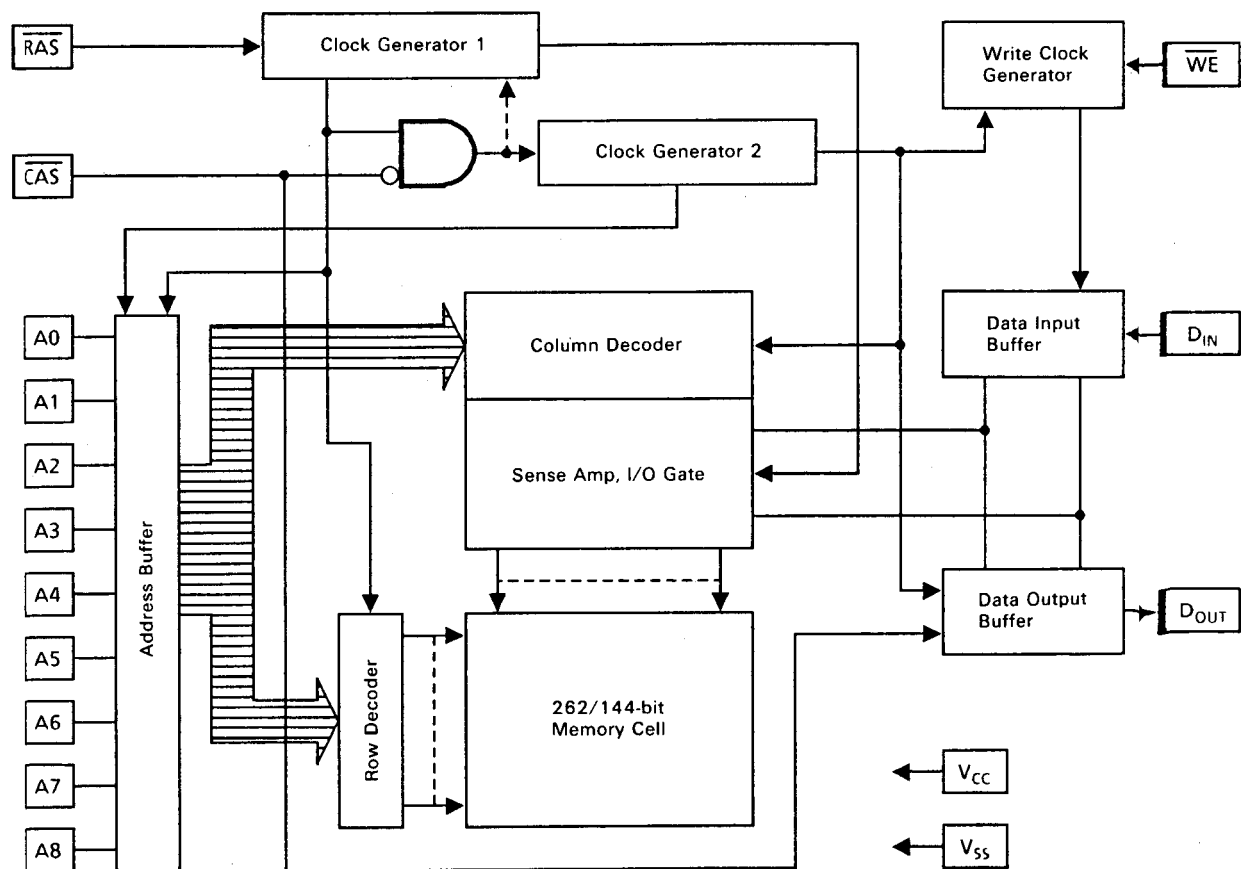 RAS
Clock Generator 1
Write Clock
Generator
WE
CAS
Clock Generator 2
A0
A1
A2
A3
A4
A5
A6
A7
A8
Address Buffer
Column Decoder
Sense Amp, I/O Gate
Data Input
Buffer
DIN
Row Decoder
262/144-bit
Memory Cell
Data Output
Buffer
DOUT
VCC
VSS